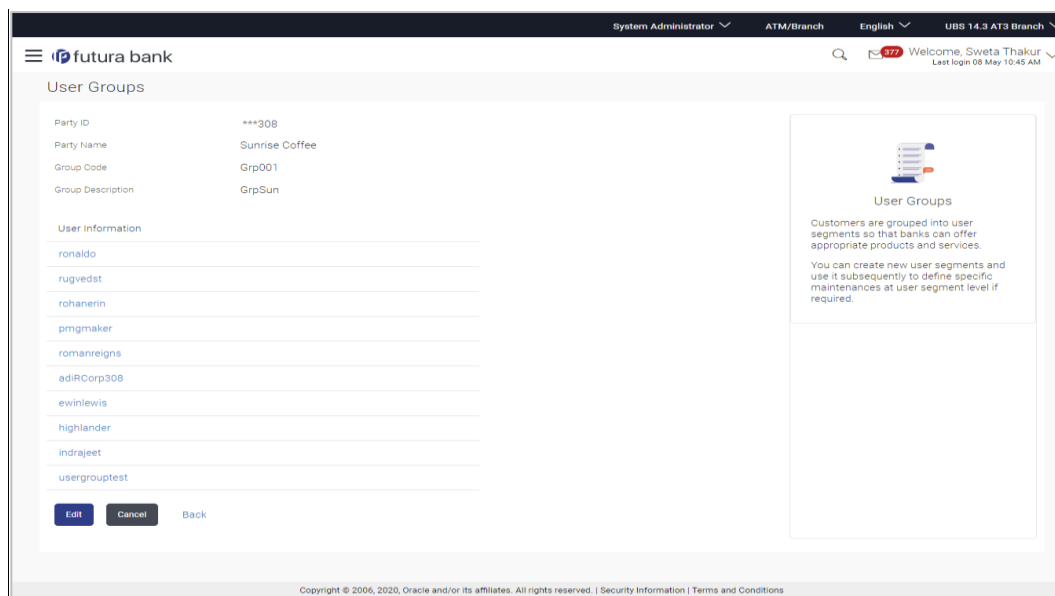 System Administrator ATM/Branch English UBS 14.3 AT3 Branch
futura bank
377 Welcome, Sweta Thakur
Last login 08 May 10:45 AM
User Groups
Party ID ***308
Party Name Sunrise Coffee
Group Code Grp001
Group Description GrpSun
User Information
ronaldo
rugvedst
rohanerin
pmgmaker
romanreigns
adiRCorp308
ewinlewis
highlander
indrajeet
usergrouptest
Edit Cancel Back
User Groups
Customers are grouped into user
segments so that banks can offer
appropriate products and services.
You can create new user segments and
use it subsequently to define specific
maintenances at user segment level if
required.
Copyright © 2006, 2020, Oracle and/or its affiliates. All rights reserved. | Security Information | Terms and Conditions